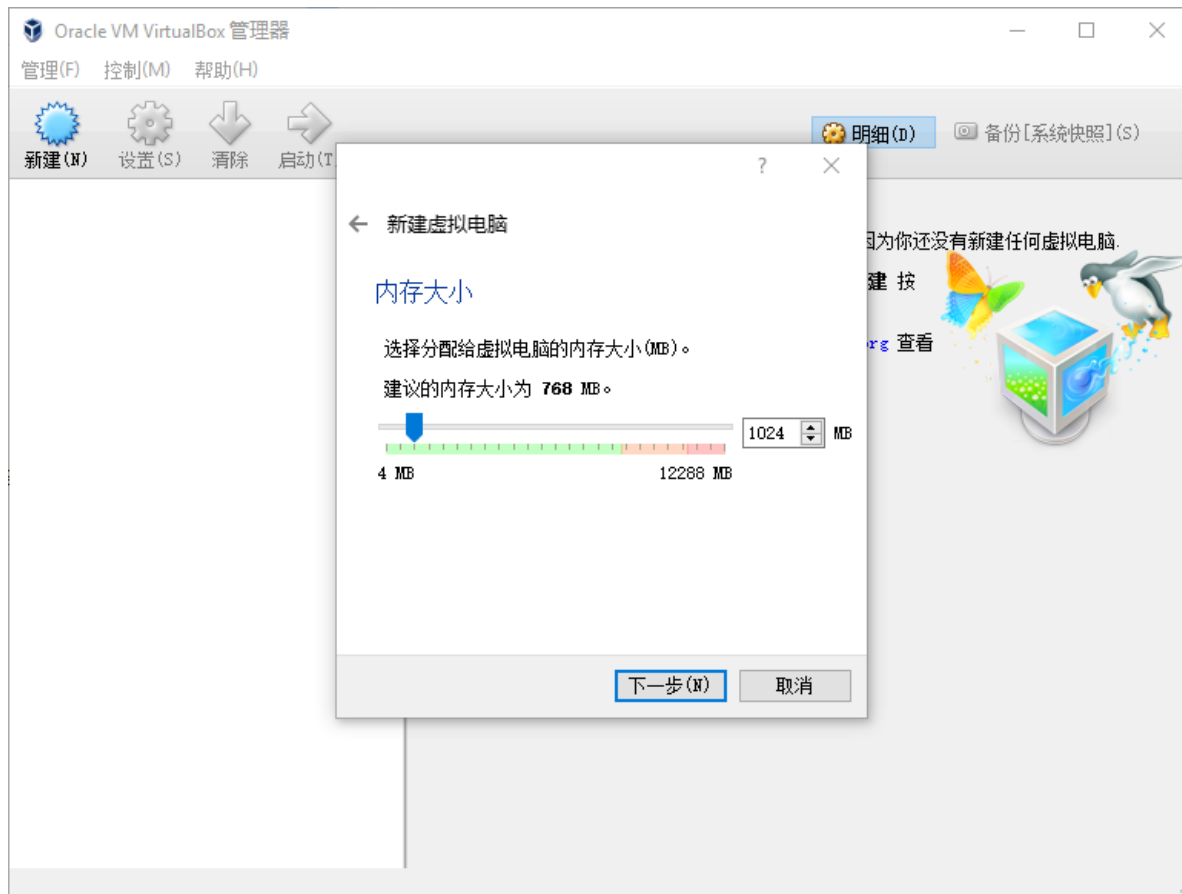 Oracle VM VirtualBox 管理器
管理(F) 控制(M) 帮助(H)
新建(N) 设置(S) 清除 启动(T 明细(D) 备份[系统快照](S)
?
新建虚拟电脑
因为你还没有新建任何虚拟电脑.
建 按
内存大小
rg 查看
选择分配给虚拟电脑的内存大小(MB)。
建议的内存大小为 768 MB。
1024 MB
4 MB 12288 MB
下一步(N) 取消